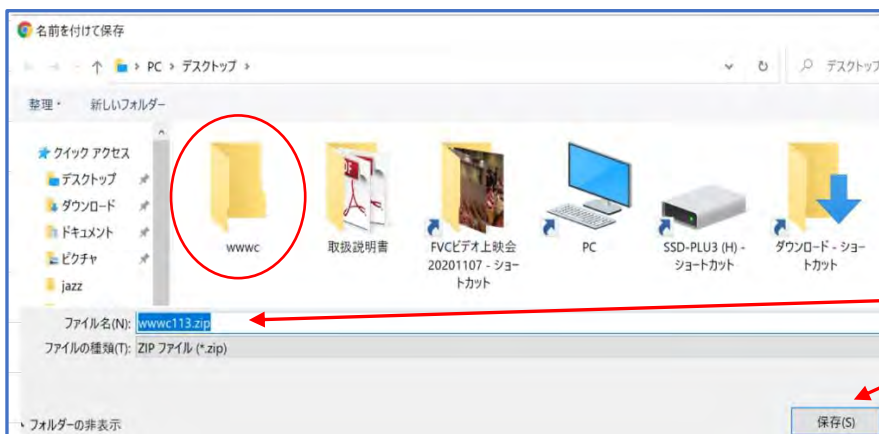 名前を付けて保存
PC › デスクトップ ›
デスクトップ
整理・ 新しいフォルダー
クイック アクセス
デスクトップ
ダウンロード
ドキュメント
ピクチャ
jazz
wwwc
取扱説明書
FVCビデオ上映会
20201107 - ショー
トカット
PC
SSD-PLU3 (H) -
ショートカット
ダウンロード - ショー
トカット
ファイル名(N): wwwc113.zip
ファイルの種類(T): ZIP ファイル (*.zip)
フォルダーの非表示
保存(S)